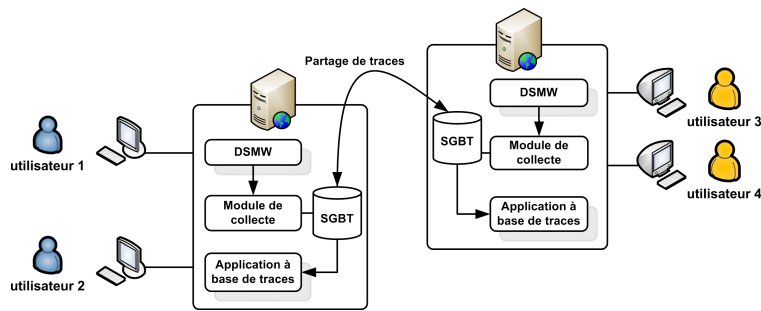 Partage de traces
utilisateur 1
utilisateur 2
DSMW
Module de
collecte
SGBT
Application à
base de traces
DSMW
SGBT
Module de
collecte
Application à
base de traces
utilisateur 3
utilisateur 4